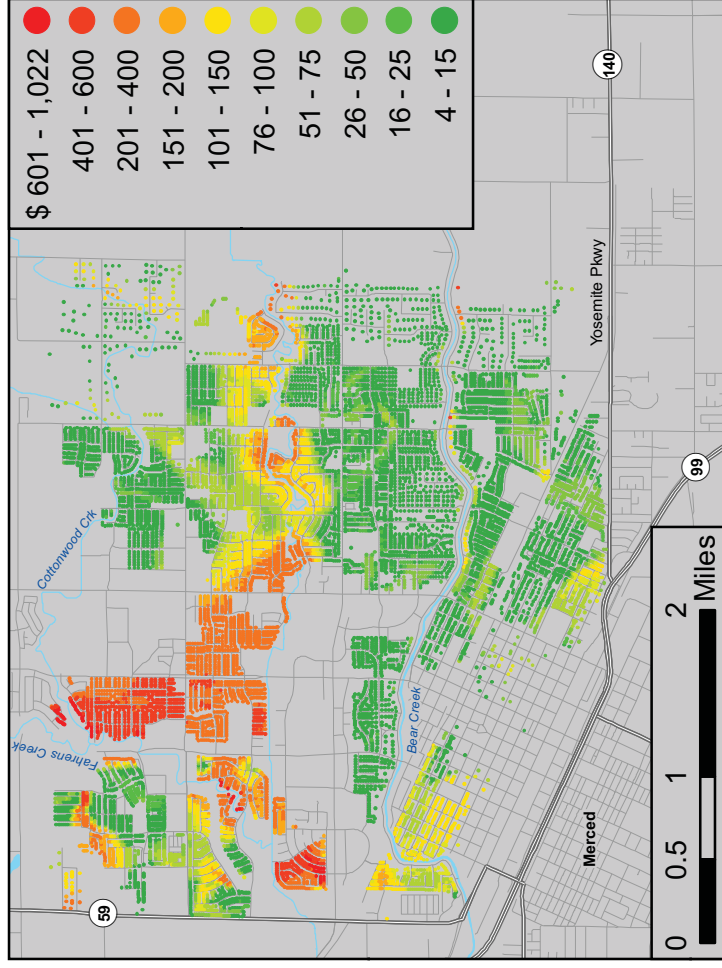 $ 601 - 1,022
401 - 600
201 - 400
151 - 200
101 - 150
76 - 100
51 - 75
26 - 50
16 - 25
4 - 15
Cottonwood Crk
Fahrens Creek
Bear Creek
59
140
Yosemite Pkwy
99
Merced
0 0.5 1 2
Miles